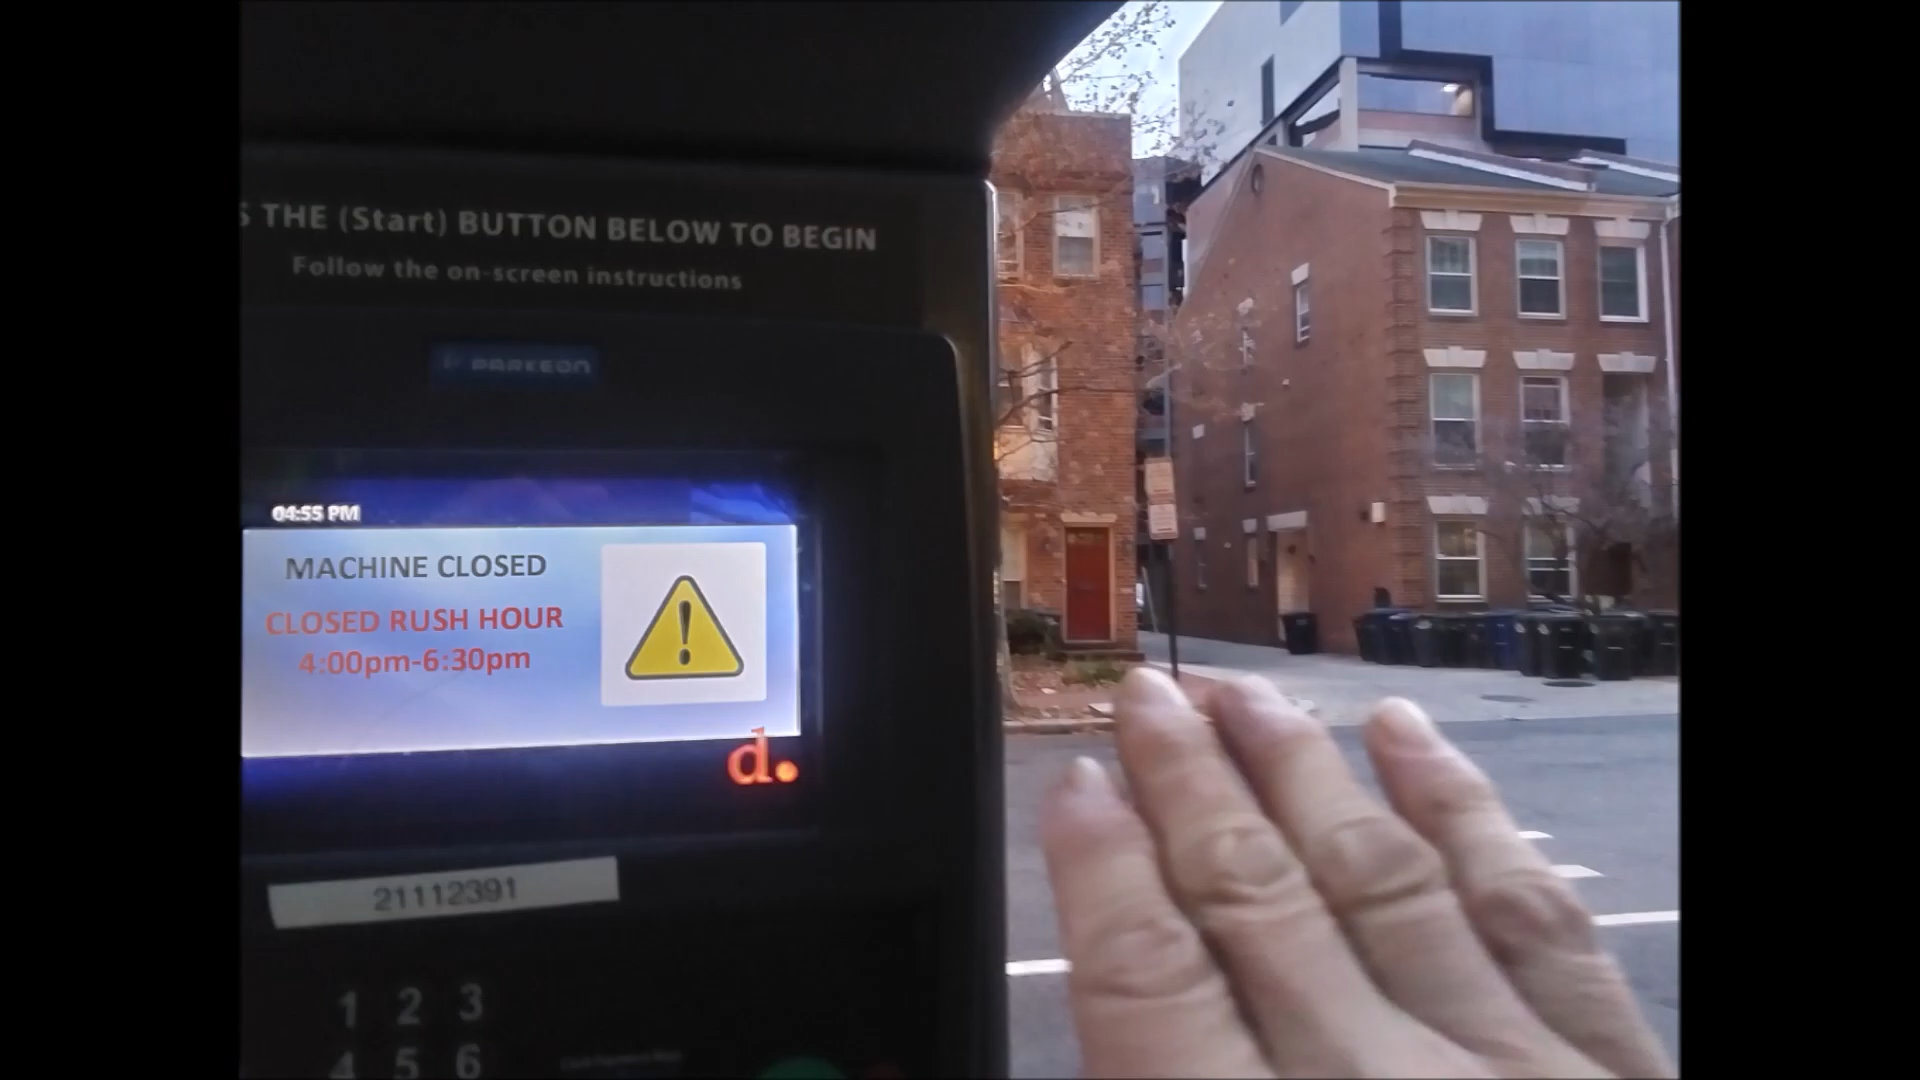 THE (Start) BUTTON BELOW TO BEGIN
Follow the on-screen instructions
PARKEON
04:55 PM
MACHINE CLOSED
CLOSED RUSH HOUR
4:00pm-6:30pm
d.
21112391
1 2 3
4 5 6